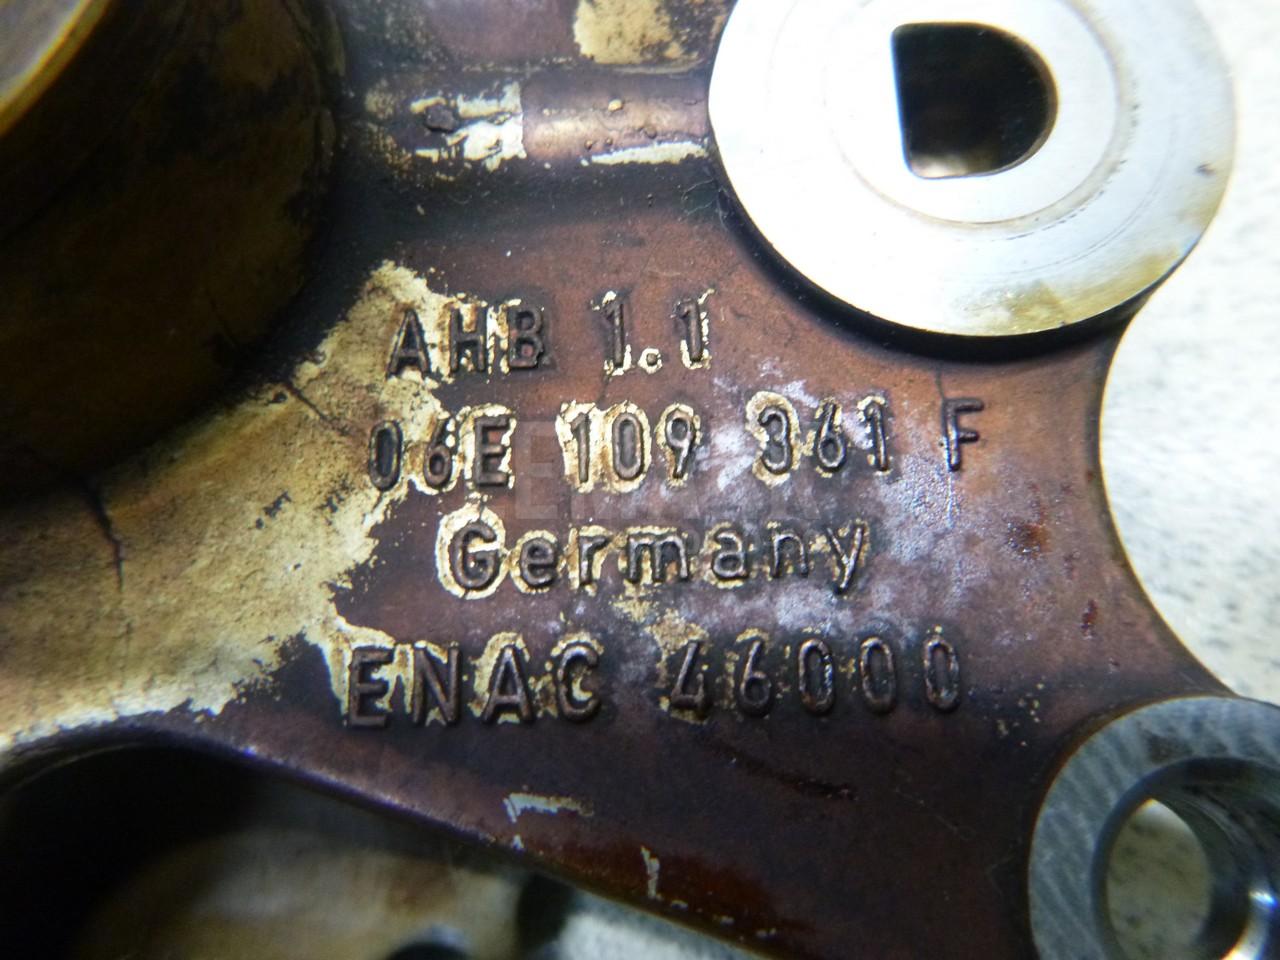 AHB 1.1
06E 109 361 F
Germany
ENAC 46000